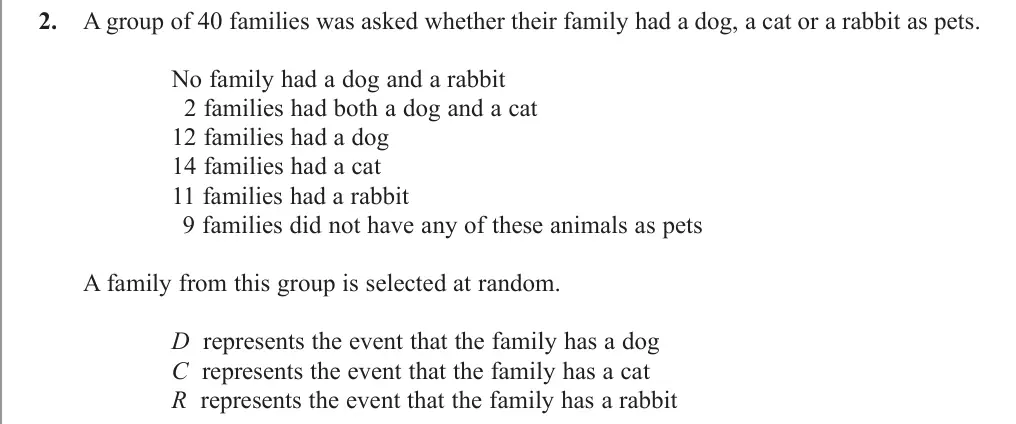 2. A group of 40 families was asked whether their family had a dog, a cat or a rabbit as pets.
No family had a dog and a rabbit
2 families had both a dog and a cat
12 families had a dog
14 families had a cat
11 families had a rabbit
9 families did not have any of these animals as pets
A family from this group is selected at random.
D represents the event that the family has a dog
C represents the event that the family has a cat
R represents the event that the family has a rabbit